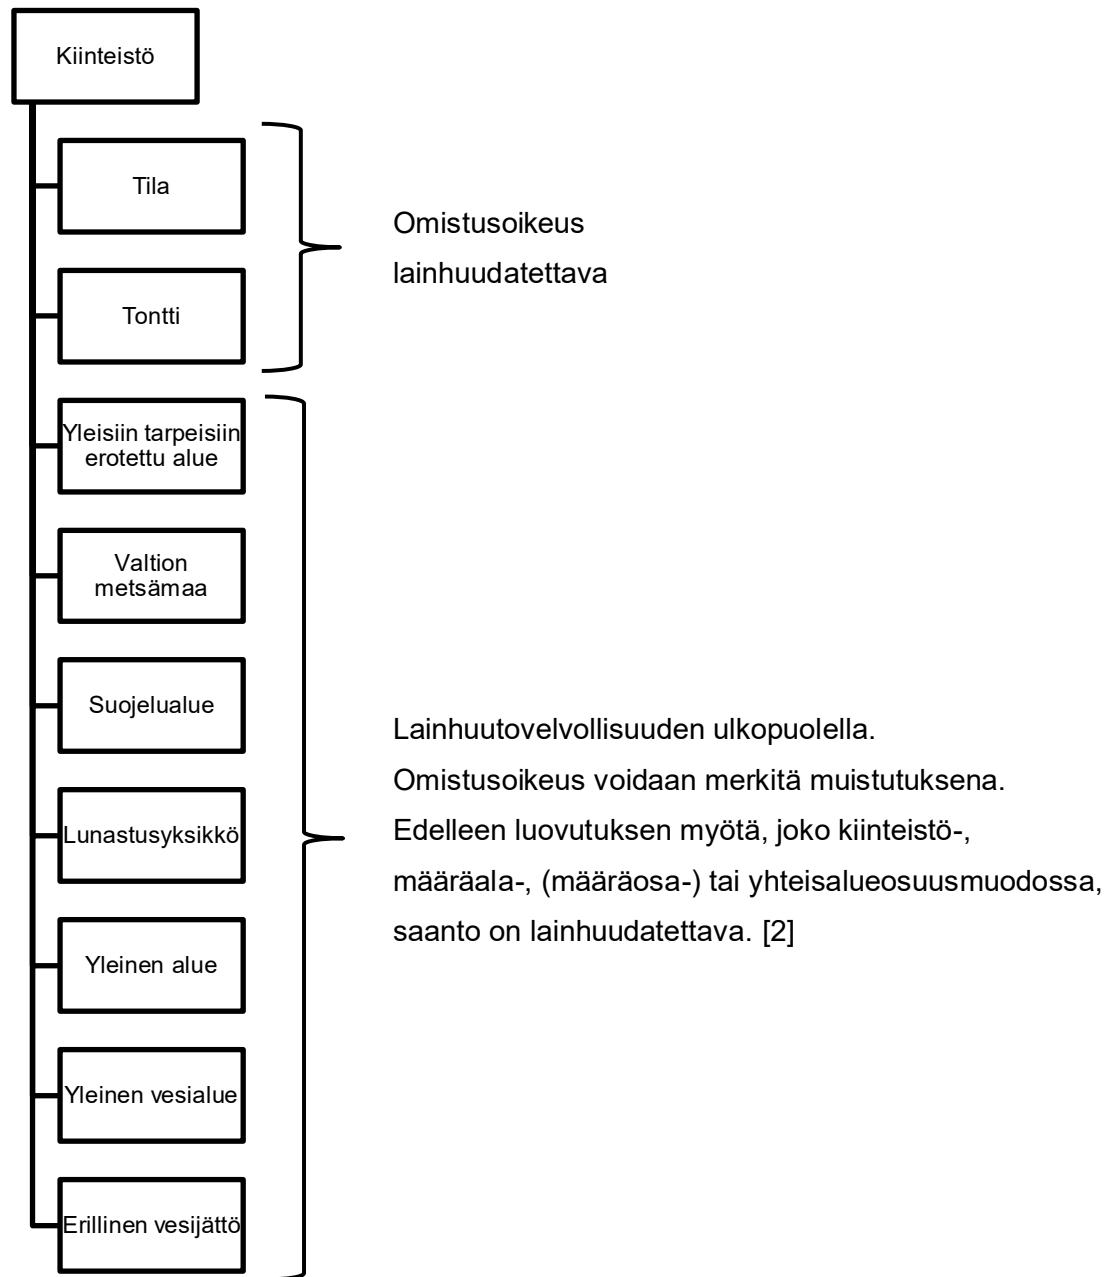 Kiinteistö
Tila
Tontti
Omistusoikeus
lainhuudatettava
Yleisiin tarpeisiin
erotettu alue
Valtion
metsämaa
Suojelualue
Lunastusyksikkö
Yleinen alue
Yleinen vesialue
Erillinen vesijättö
Lainhuutovelvollisuuden ulkopuolella.
Omistusoikeus voidaan merkitä muistutuksena.
Edelleen luovutuksen myötä, joko kiinteistö-,
määräala-, (määräosa-) tai yhteisalueosuusmuodossa,
saanto on lainhuudatettava. [2]